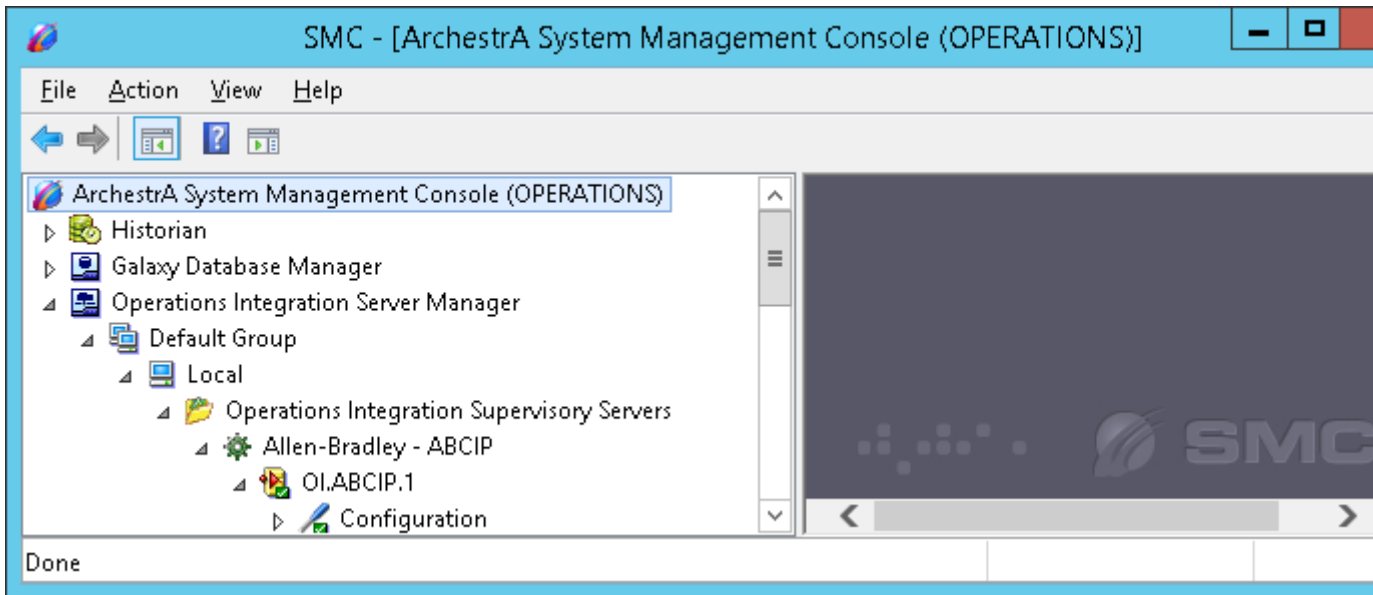 SMC - [ArchestrA System Management Console (OPERATIONS)]
File Action View Help
ArchestrA System Management Console (OPERATIONS)
Historian
Galaxy Database Manager
Operations Integration Server Manager
Default Group
Local
Operations Integration Supervisory Servers
Allen-Bradley - ABCIP
OI.ABCIP.1
Configuration
SMC
Done